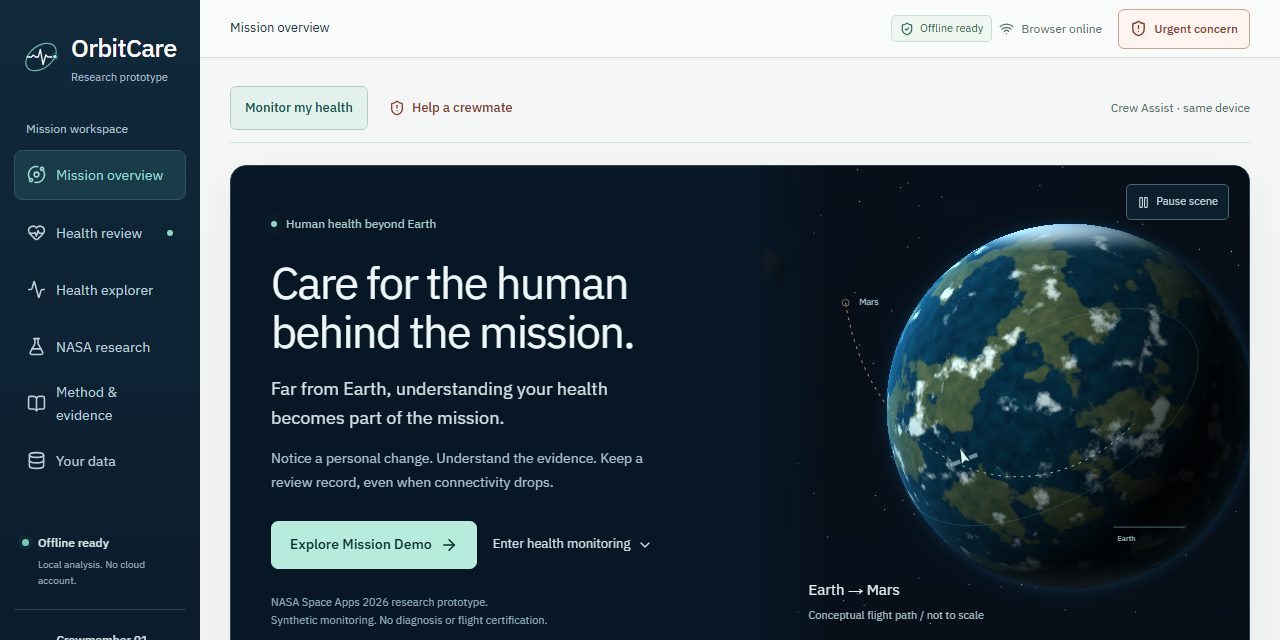 OrbitCare
Research prototype
Mission workspace
Mission overview
Health review
Health explorer
NASA research
Method &
evidence
Your data
Offline ready
Local analysis. No cloud
account.
Crewmember 01
Mission overview
Offline ready
Browser online
Urgent concern
Monitor my health
Help a crewmate
Crew Assist · same device
Pause scene
Human health beyond Earth
Care for the human
behind the mission.
Far from Earth, understanding your health
becomes part of the mission.
Notice a personal change. Understand the evidence. Keep a
review record, even when connectivity drops.
Explore Mission Demo →
Enter health monitoring
NASA Space Apps 2026 research prototype.
Synthetic monitoring. No diagnosis or flight certification.
Mars
Earth
Earth → Mars
Conceptual flight path / not to scale